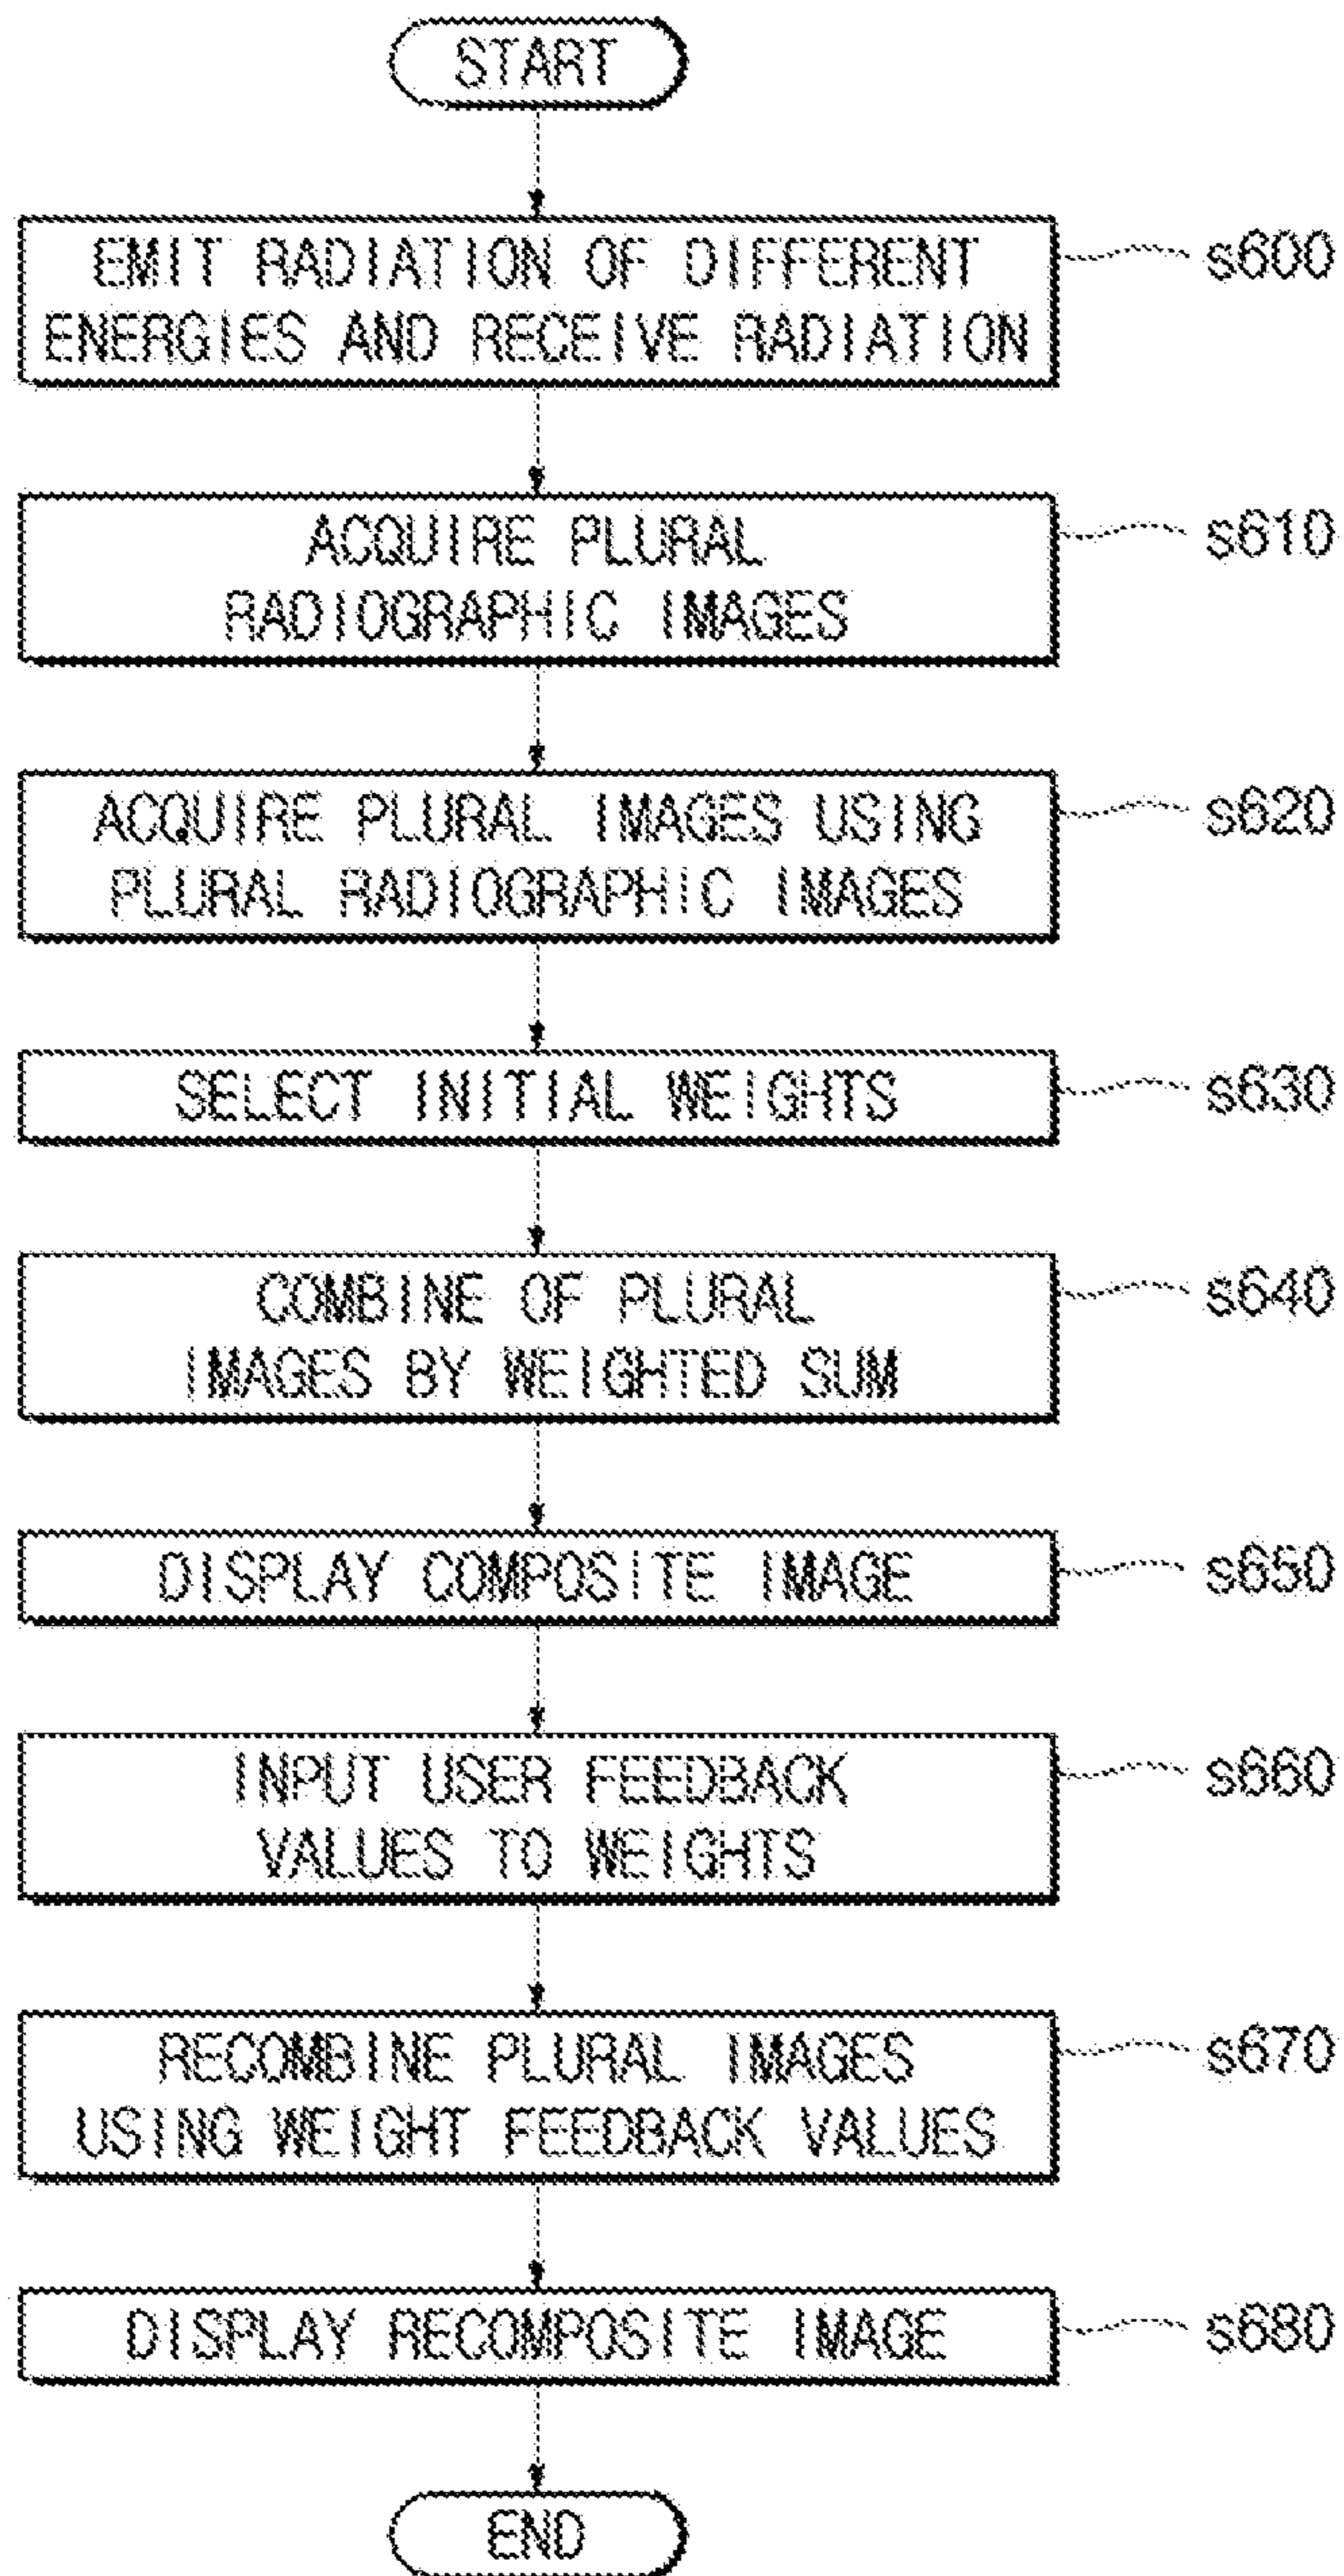 START
EMIT RADIATION OF DIFFERENT
ENERGIES AND RECEIVE RADIATION
s600
ACQUIRE PLURAL
RADIOGRAPHIC IMAGES
s610
ACQUIRE PLURAL IMAGES USING
PLURAL RADIOGRAPHIC IMAGES
s620
SELECT INITIAL WEIGHTS
s630
COMBINE OF PLURAL
IMAGES BY WEIGHTED SUM
s640
DISPLAY COMPOSITE IMAGE
s650
INPUT USER FEEDBACK
VALUES TO WEIGHTS
s660
RECOMBINE PLURAL IMAGES
USING WEIGHT FEEDBACK VALUES
s670
DISPLAY RECOMPOSITE IMAGE
s680
END